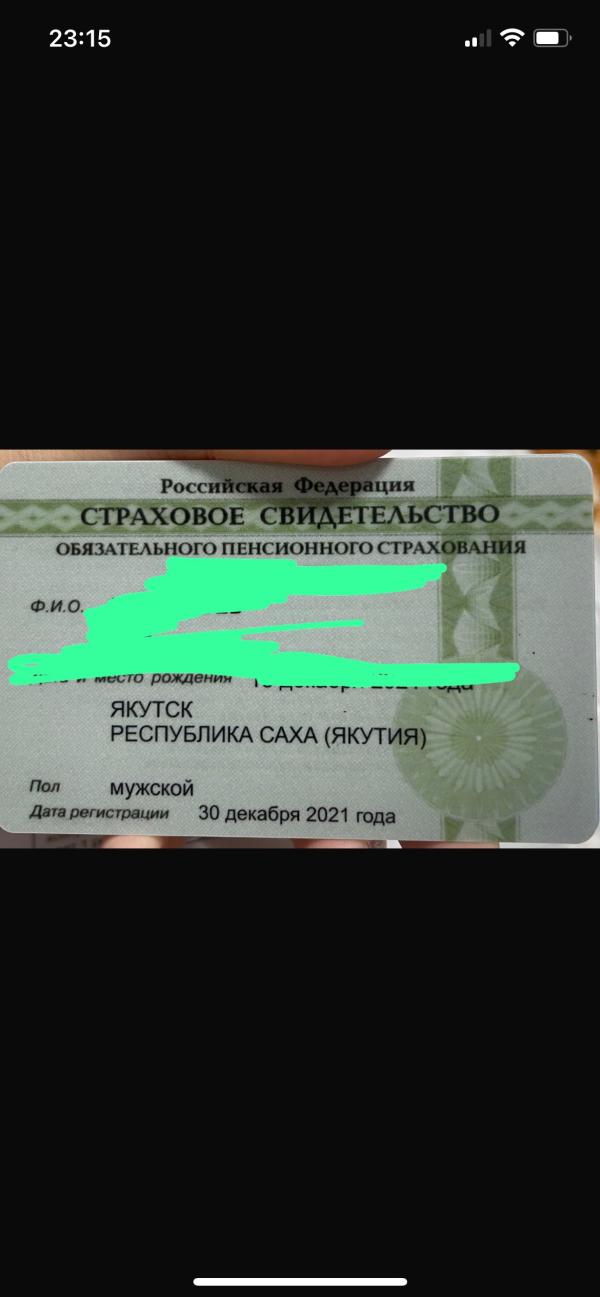 23:15
Российская Федерация
СТРАХОВОЕ СВИДЕТЕЛЬСТВО
ОБЯЗАТЕЛЬНОГО ПЕНСИОННОГО СТРАХОВАНИЯ
Ф.И.О.
место рождения
ЯКУТСК
РЕСПУБЛИКА САХА (ЯКУТИЯ)
Пол мужской
Дата регистрации 30 декабря 2021 года